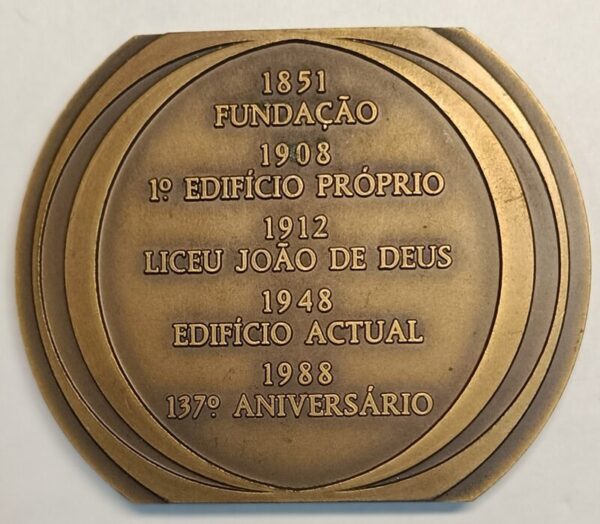 1851
FUNDAÇÃO
1908
1º EDIFÍCIO PRÓPRIO
1912
LICEU JOÃO DE DEUS
1948
EDIFÍCIO ACTUAL
1988
137º ANIVERSÁRIO